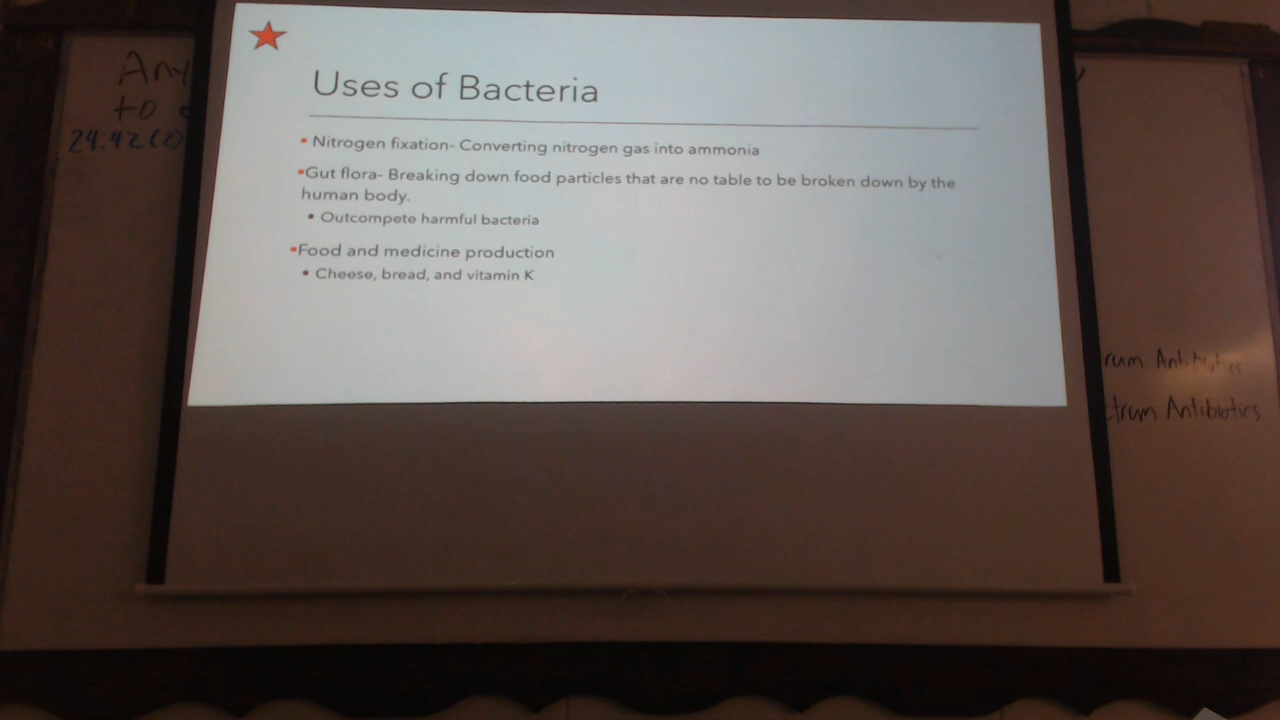 Uses of Bacteria
Nitrogen fixation- Converting nitrogen gas into ammonia
Gut flora- Breaking down food particles that are no table to be broken down by the
human body.
Outcompete harmful bacteria
Food and medicine production
Cheese, bread, and vitamin K
to
24:42(2)
Antibiotics
Antibiotics